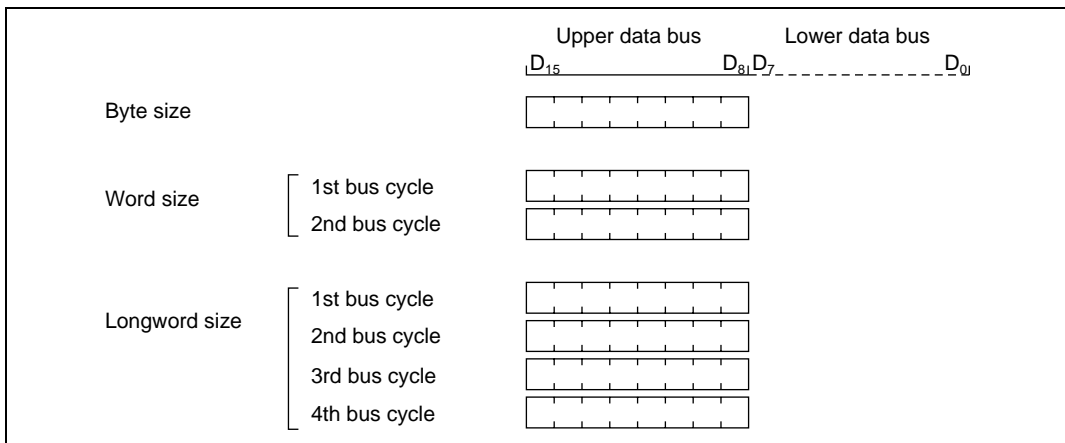 Upper data bus Lower data bus
D15 D8 D7 D0
Byte size
Word size
1st bus cycle
2nd bus cycle
Longword size
1st bus cycle
2nd bus cycle
3rd bus cycle
4th bus cycle